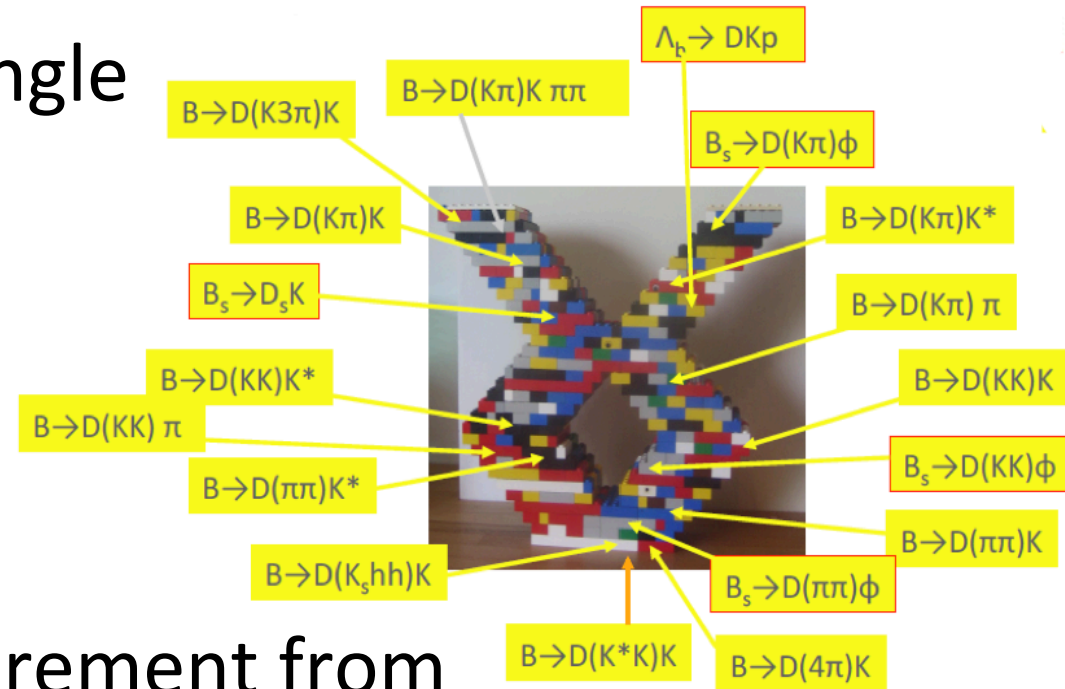 ngle
Λb→ DKp
B→D(Kπ)K ππ
B→D(K3π)K
Bs→D(Kπ)ϕ
B→D(Kπ)K
B→D(Kπ)K*
Bs→DsK
B→D(Kπ) π
B→D(KK)K*
B→D(KK)K
B→D(KK) π
Bs→D(KK)ϕ
B→D(ππ)K*
B→D(ππ)K
B→D(Kshh)K
Bs→D(ππ)ϕ
B→D(K*K)K
B→D(4π)K
rement from